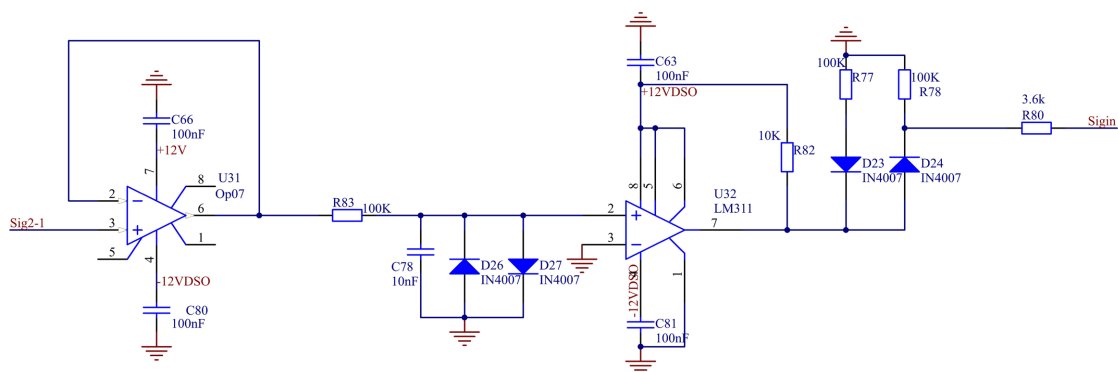 C66
100nF
+12V
7
8
U31
Op07
2
6
3
Sig2-1
1
5
4
-12VDSO
C80
100nF
R83
100K
C78
10nF
D26
IN4007
D27
IN4007
C63
100nF
+12VDSO
10K
R82
8
5
6
U32
LM311
2
7
3
-12VDSO
1
C81
100nF
100K
R77
100K
R78
D23
IN4007
D24
IN4007
3.6k
R80
Sigin